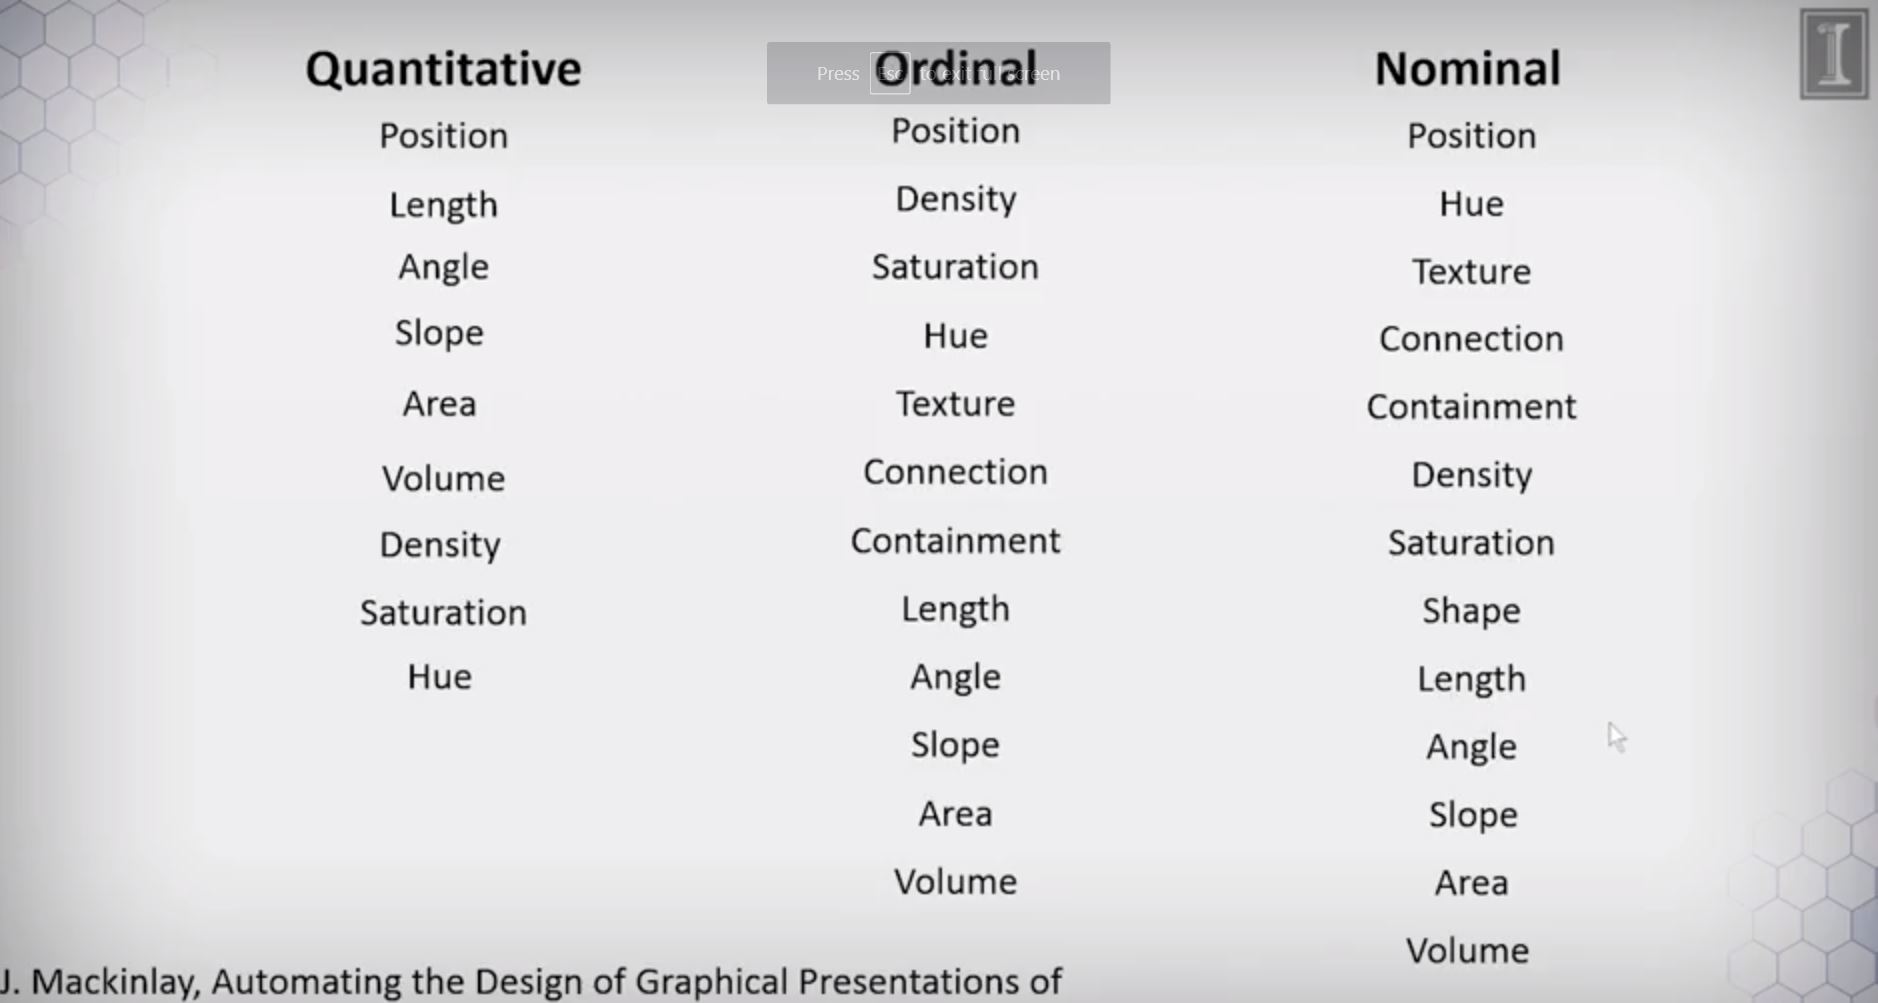 Quantitative
Position
Length
Angle
Slope
Area
Volume
Density
Saturation
Hue
Press Esc to exit full screen
Ordinal
Position
Density
Saturation
Hue
Texture
Connection
Containment
Length
Angle
Slope
Area
Volume
Nominal
Position
Hue
Texture
Connection
Containment
Density
Saturation
Shape
Length
Angle
Slope
Area
Volume
J. Mackinlay, Automating the Design of Graphical Presentations of